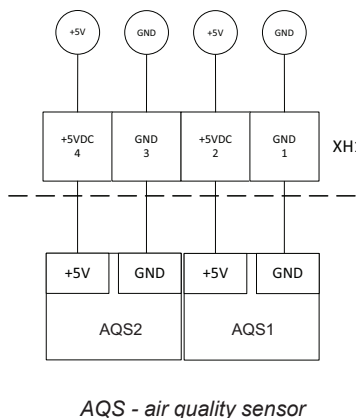 +5V GND +5V GND
+5VDC GND +5VDC GND
4 3 2 1
+5V GND +5V GND
AQS2 AQS1
AQS - air quality sensor